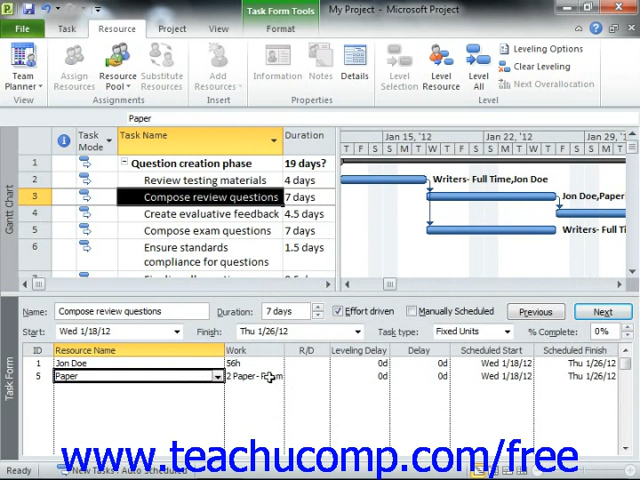 Task Form Tools
My Project - Microsoft Project
File Task Resource Project View Format
Team Planner
View
Assign Resources
Resource Pool
Substitute Resources
Assignments
Add Resources
Insert
Information
Notes
Details
Properties
Level Selection
Level Resource
Level All
Leveling Options
Clear Leveling
Next Overallocation
Level
Paper
Task Mode
Task Name
Duration
Jan 15, '12
Jan 22, '12
Jan 29, '1
T F S S M T W T F S S M T W T F S S M T
1 Question creation phase 19 days?
2 Review testing materials 4 days
3 Compose review questions 7 days
4 Create evaluative feedback 4.5 days
5 Compose exam questions 7 days
6 Ensure standards compliance for questions 1.5 days
Writers- Full Time,Jon Doe
Jon Doe,Paper
Writers- Full Ti
Gantt Chart
Name: Compose review questions Duration: 7 days Effort driven Manually Scheduled Previous Next
Start: Wed 1/18/12 Finish: Thu 1/26/12 Task type: Fixed Units % Complete: 0%
ID Resource Name Work R/D Leveling Delay Delay Scheduled Start Scheduled Finish
1 Jon Doe 56h 0d 0d Wed 1/18/12 Thu 1/26/12
5 Paper 2 Paper- 0d 0d Wed 1/18/12 Thu 1/26/12
Task Form
www.teachucomp.com/free
Ready New Tasks : Auto Scheduled